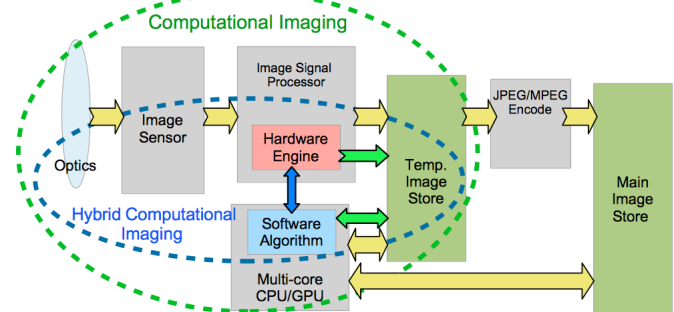 Computational Imaging
Image Signal
Processor
JPEG/MPEG
Encode
Image
Sensor
Hardware
Engine
Optics
Temp.
Image
Store
Main
Image
Store
Hybrid Computational
Imaging
Software
Algorithm
Multi-core
CPU/GPU